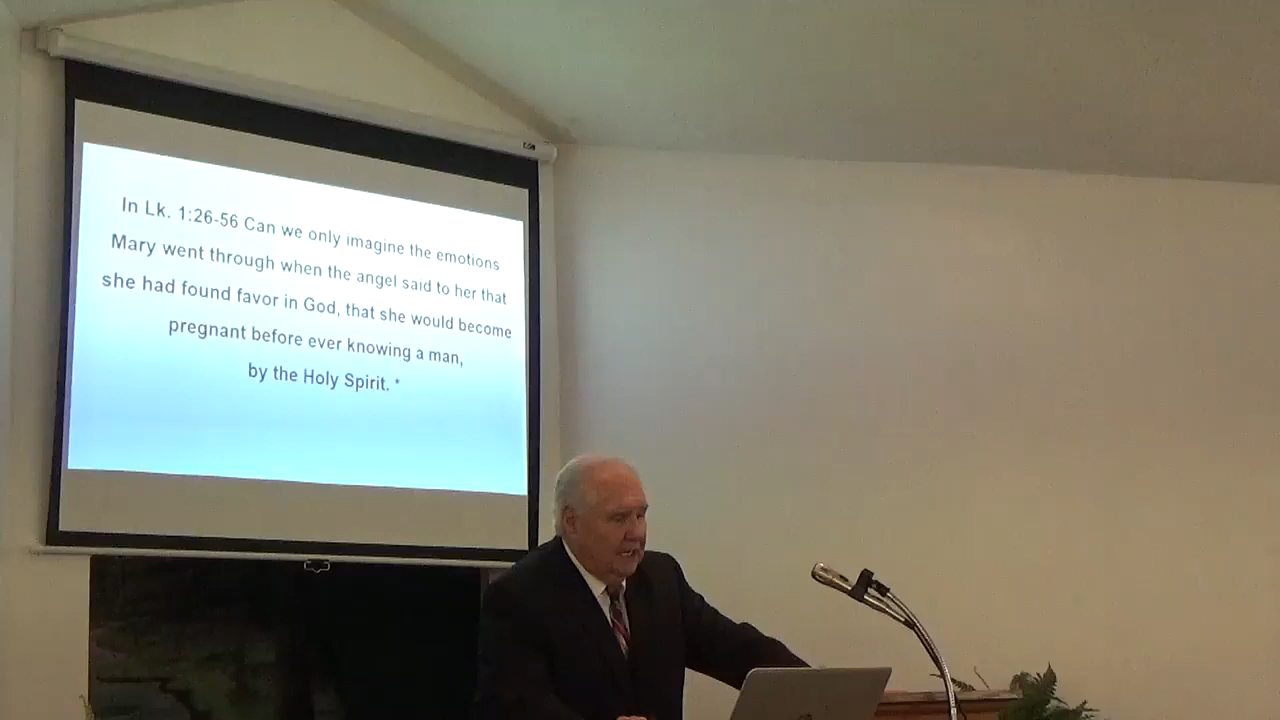 In Lk. 1:26-56 Can we only imagine the emotions
Mary went through when the angel said to her that
she had found favor in God, that she would become
pregnant before ever knowing a man,
by the Holy Spirit. *